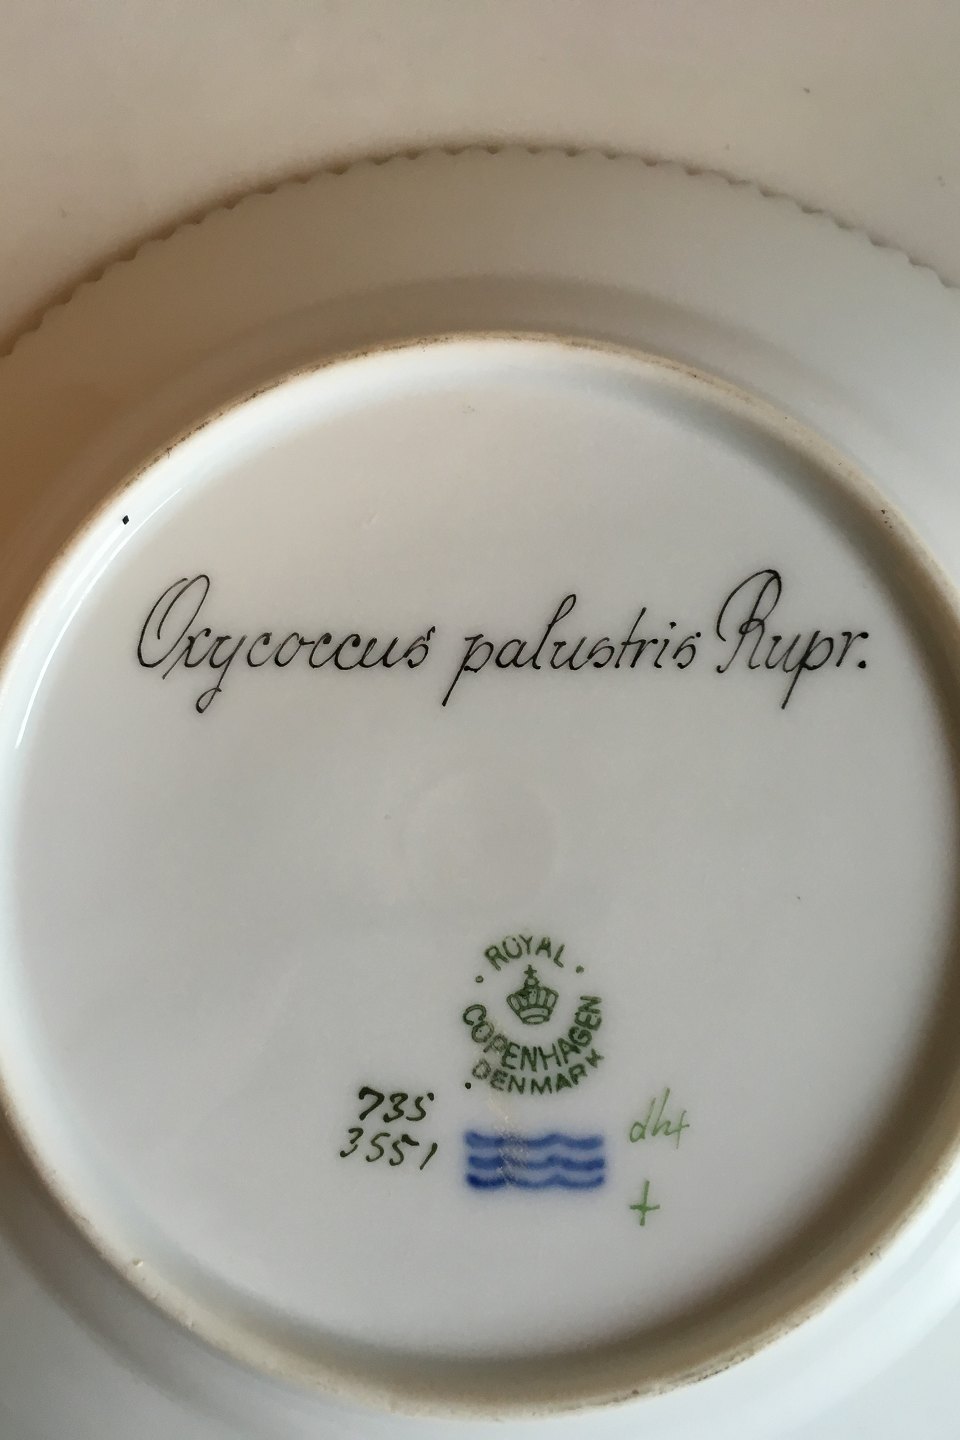 Oxycoccus palustris Rupr.
ROYAL
COPENHAGEN
DENMARK
735
3551